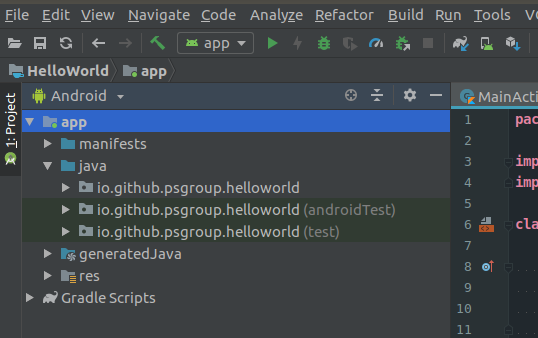 File Edit View Navigate Code Analyze Refactor Build Run Tools
app
HelloWorld app
1: Project
Android
app
manifests
java
io.github.psgroup.helloworld
io.github.psgroup.helloworld (androidTest)
io.github.psgroup.helloworld (test)
generatedJava
res
Gradle Scripts
MainActi
1 pac
2
3 imp
4 imp
5
6 cla
7
8
9
10
11